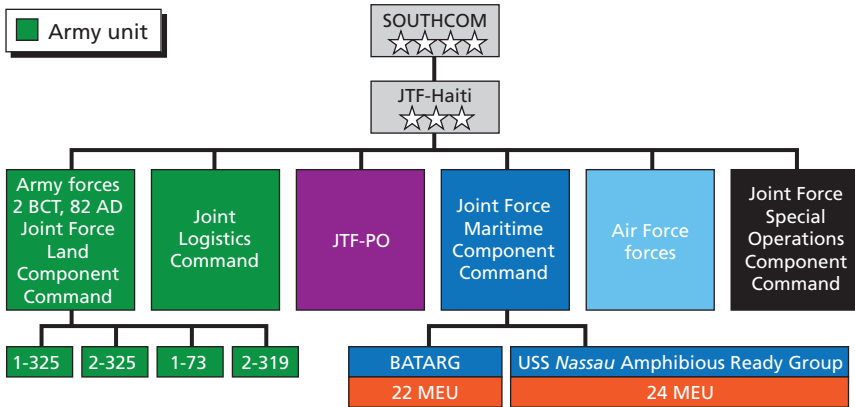 Army unit
SOUTHCOM
JTF-Haiti
Army forces
2 BCT, 82 AD
Joint Force
Land
Component
Command
Joint
Logistics
Command
JTF-PO
Joint Force
Maritime
Component
Command
Air Force
forces
Joint Force
Special
Operations
Component
Command
1-325
2-325
1-73
2-319
BATARG
22 MEU
USS Nassau Amphibious Ready Group
24 MEU